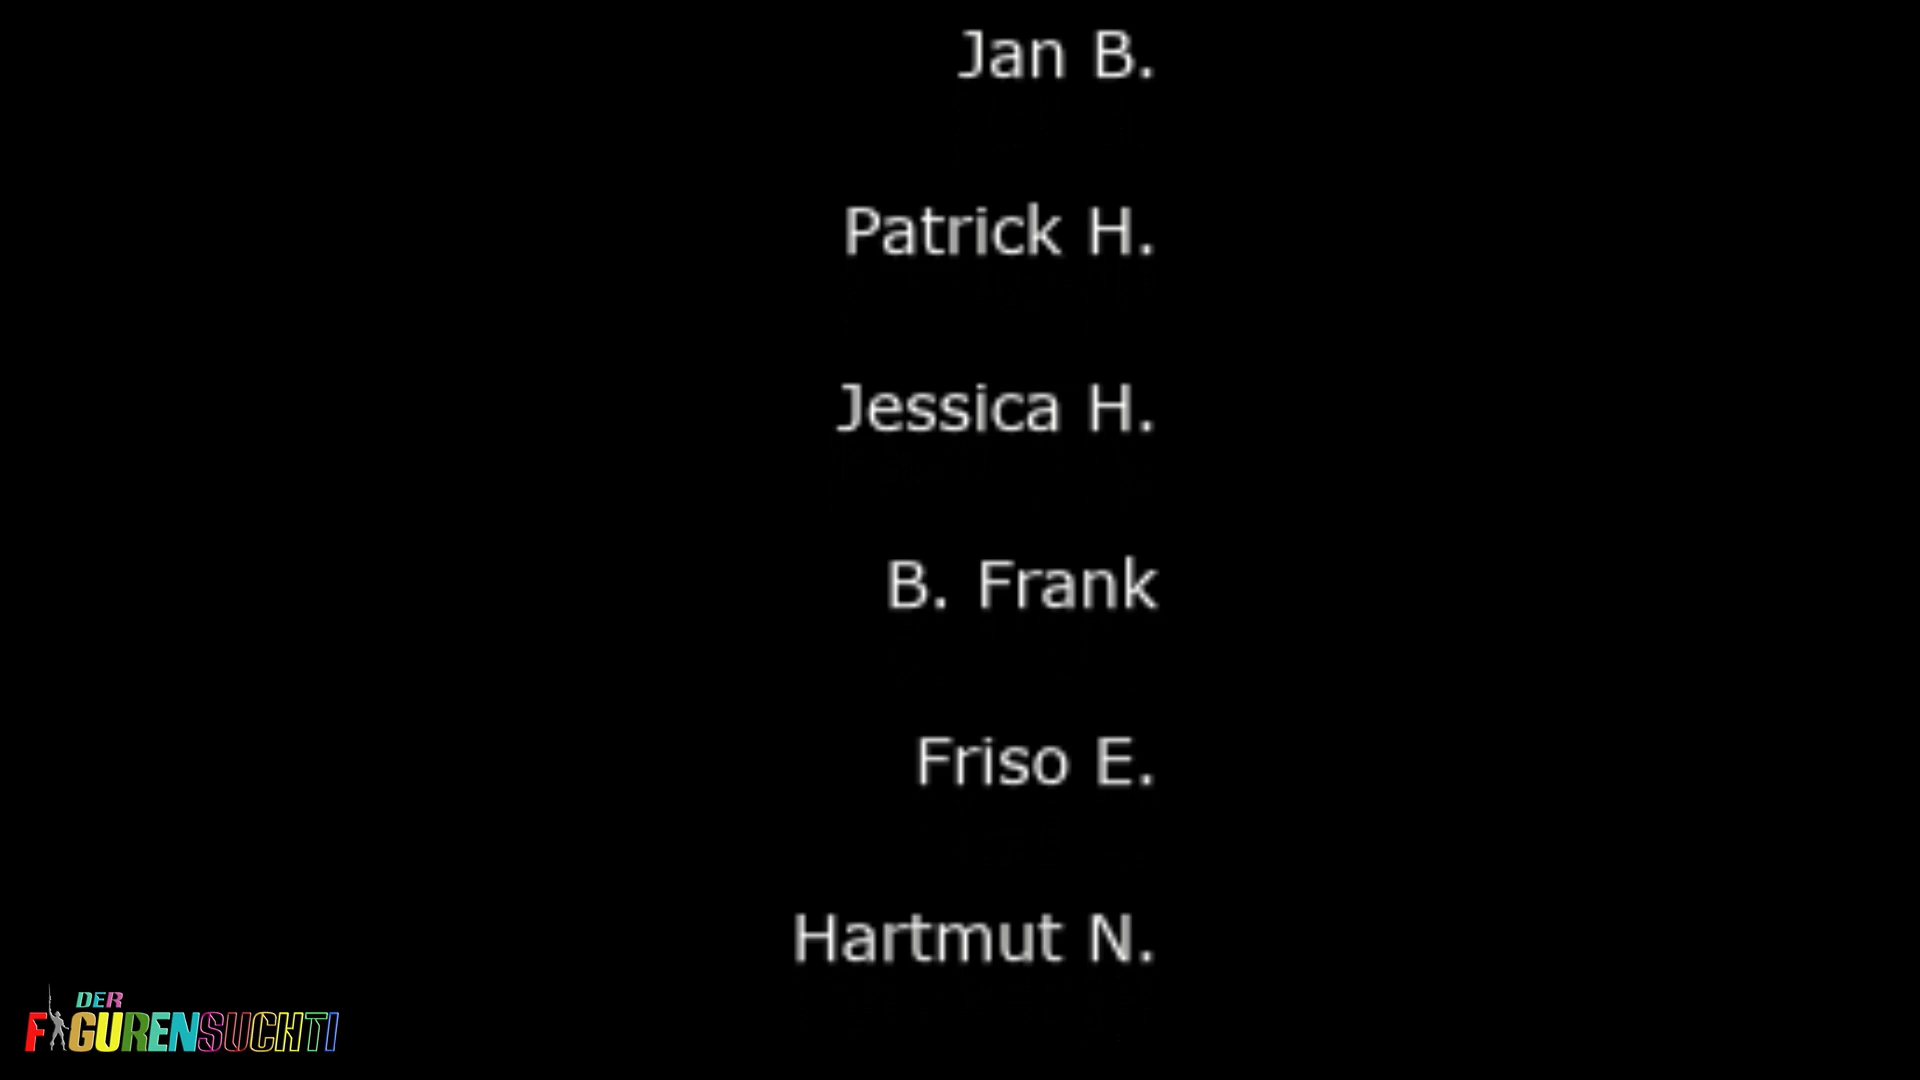 Jan B.
Patrick H.
Jessica H.
B. Frank
Friso E.
Hartmut N.
DER
FIGURENSUCHTI